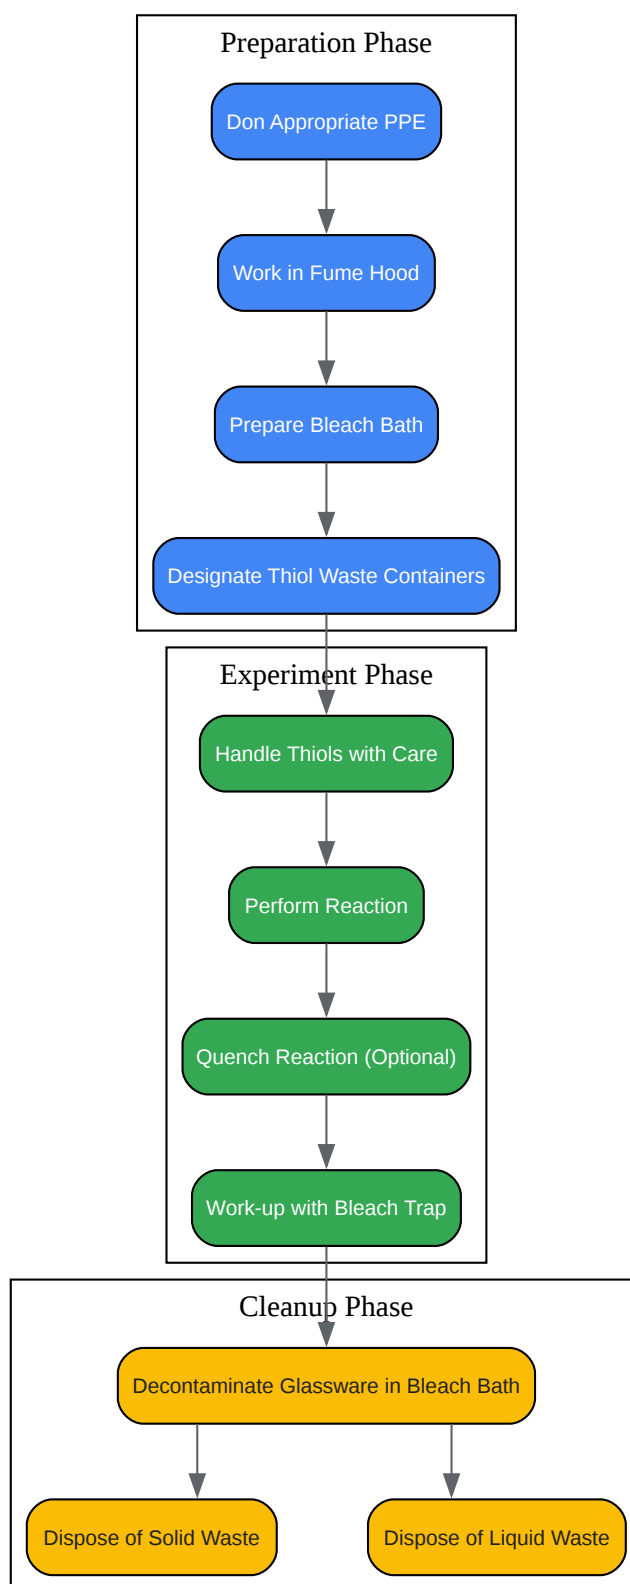 Preparation Phase
Don Appropriate PPE
Work in Fume Hood
Prepare Bleach Bath
Designate Thiol Waste Containers
Experiment Phase
Handle Thiols with Care
Perform Reaction
Quench Reaction (Optional)
Work-up with Bleach Trap
Cleanup Phase
Decontaminate Glassware in Bleach Bath
Dispose of Solid Waste
Dispose of Liquid Waste